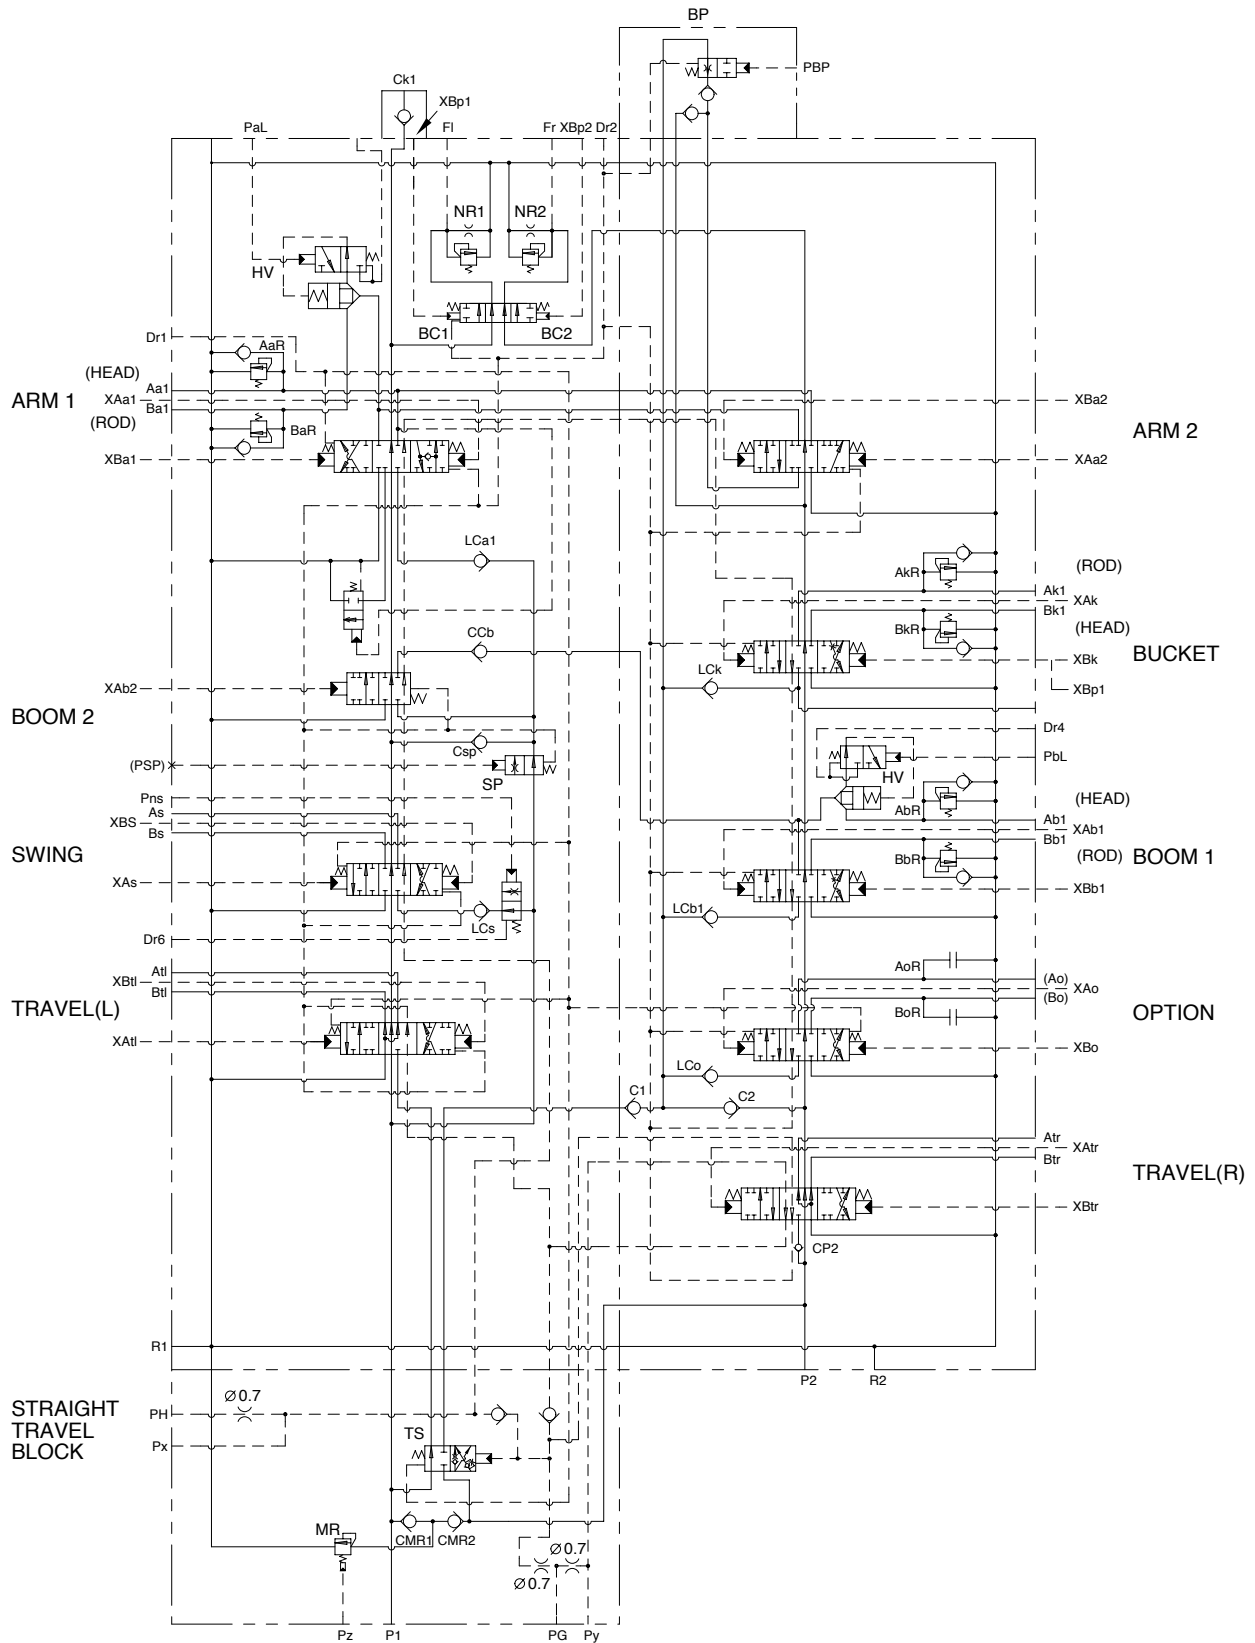 BP
PBP
Ck1
XBp1
PaL
Fl
Fr XBp2 Dr2
NR1
NR2
HV
BC1
BC2
Dr1
AaR
(HEAD)
Aa1
ARM 1
XAa1
Ba1
(ROD)
BaR
XBa1
XBa2
ARM 2
XAa2
LCa1
AkR
(ROD)
Ak1
XAk
Bk1
BkR
(HEAD)
BUCKET
XBk
XBp1
CCb
LCk
XAb2
BOOM 2
Csp
(PSP)
SP
Dr4
PbL
HV
Pns
As
XBS
Bs
AbR
(HEAD)
Ab1
XAb1
Bb1
SWING
BbR
(ROD)
BOOM 1
XAs
XBb1
LCs
LCb1
Dr6
Atl
XBtl
Btl
TRAVEL(L)
XAtl
AoR
(Ao)
XAo
(Bo)
BoR
OPTION
XBo
LCo
C1
C2
Atr
XAtr
Btr
TRAVEL(R)
XBtr
CP2
R1
P2
R2
STRAIGHT
TRAVEL
BLOCK
Ø0.7
PH
Px
TS
MR
CMR1
CMR2
Ø0.7
Ø0.7
Pz
P1
PG
Py